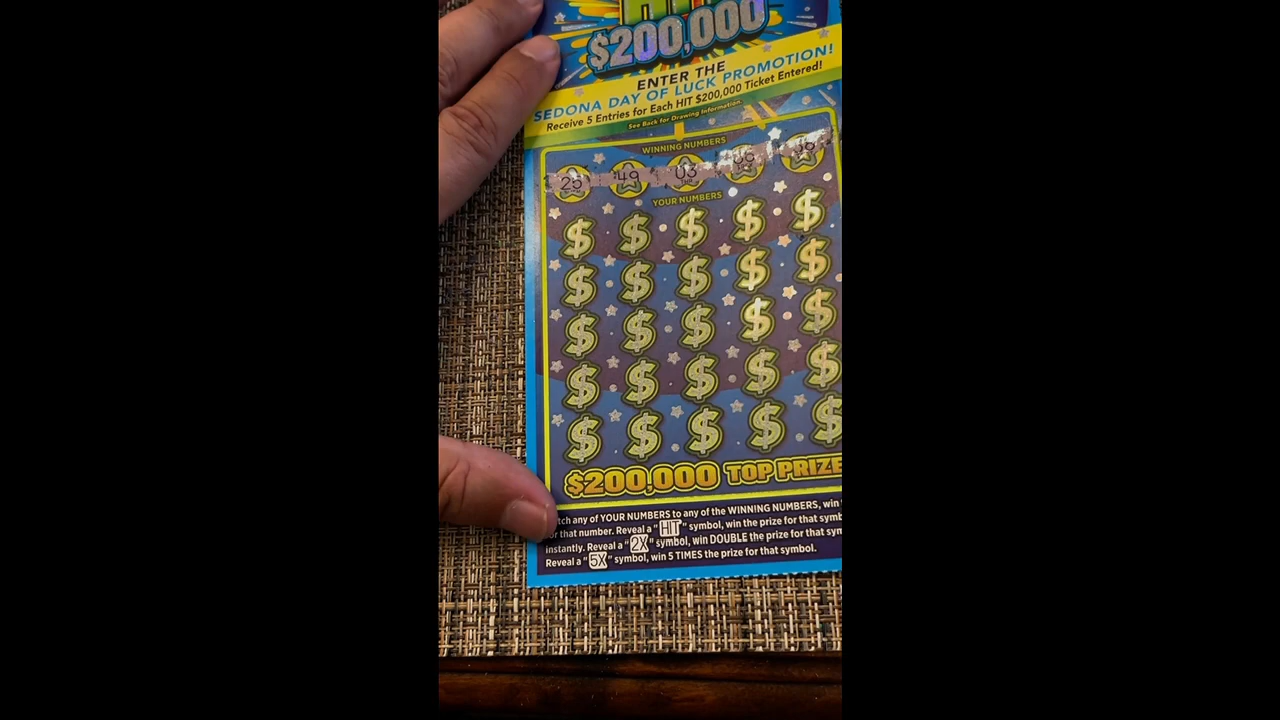 HIT
$200,000
ENTER THE
SEDONA DAY OF LUCK PROMOTION!
Receive 5 Entries for Each HIT $200,000 Ticket Entered!
See Back for Drawing Information.
WINNING NUMBERS
25 49 03 06
YOUR NUMBERS
$ $ $ $ $
$ $ $ $ $
$ $ $ $ $
$ $ $ $ $
$ $ $ $ $
$200,000 TOP PRIZE
any of YOUR NUMBERS to any of the WINNING NUMBERS, win
for that number. Reveal a "HIT" symbol, win the prize for that symb
instantly. Reveal a "2X" symbol, win DOUBLE the prize for that sym
Reveal a "5X" symbol, win 5 TIMES the prize for that symbol.